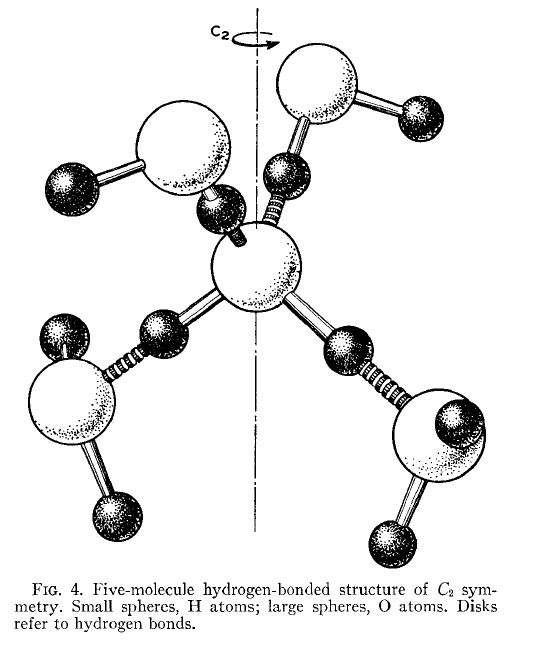 C₂
FIG. 4. Five-molecule hydrogen-bonded structure of C₂ sym-
metry. Small spheres, H atoms; large spheres, O atoms. Disks
refer to hydrogen bonds.